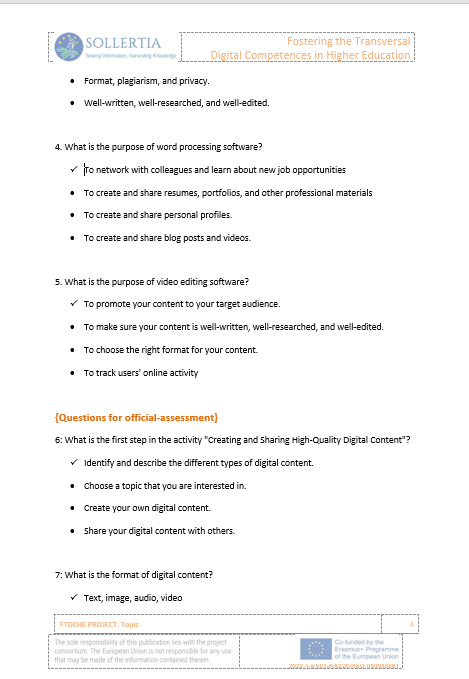 SOLLERTIA
Sowing Information, Harvesting Knowledge
Fostering the Transversal
Digital Competences in Higher Education
• Format, plagiarism, and privacy.
• Well-written, well-researched, and well-edited.
4. What is the purpose of word processing software?
✓ To network with colleagues and learn about new job opportunities
• To create and share resumes, portfolios, and other professional materials
• To create and share personal profiles.
• To create and share blog posts and videos.
5. What is the purpose of video editing software?
✓ To promote your content to your target audience.
• To make sure your content is well-written, well-researched, and well-edited.
• To choose the right format for your content.
• To track users' online activity
{Questions for official-assessment}
6: What is the first step in the activity "Creating and Sharing High-Quality Digital Content"?
✓ Identify and describe the different types of digital content.
• Choose a topic that you are interested in.
• Create your own digital content.
• Share your digital content with others.
7: What is the format of digital content?
✓ Text, image, audio, video
FTDCHE PROJECT. Topic
4
The sole responsibility of this publication lies with the project
consortium. The European Union is not responsible for any use
that may be made of the information contained therein.
Co-funded by the
Erasmus+ Programme
of the European Union